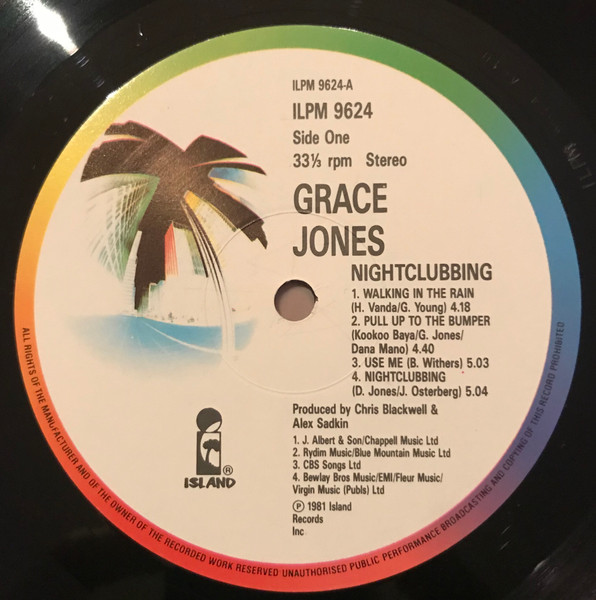 ILPM 9624-A
ILPM 9624
Side One
33⅓ rpm Stereo
GRACE
JONES
NIGHTCLUBBING
1. WALKING IN THE RAIN
(H. Vanda/G. Young) 4.18
2. PULL UP TO THE BUMPER
(Kookoo Baya/G. Jones/
Dana Mano) 4.40
3. USE ME (B. Withers) 5.03
4. NIGHTCLUBBING
(D. Jones/J. Osterberg) 5.04
Produced by Chris Blackwell &
Alex Sadkin
1. J. Albert & Son/Chappell Music Ltd
2. Rydim Music/Blue Mountain Music Ltd
3. CBS Songs Ltd
4. Bewlay Bros Music/EMI/Fleur Music/
Virgin Music (Publs) Ltd
℗ 1981 Island
Records
Inc
®
ISLAND
ALL RIGHTS OF THE MANUFACTURER AND OF THE OWNER OF THE RECORDED WORK RESERVED UNAUTHORISED PUBLIC PERFORMANCE BROADCASTING AND COPYING OF THIS RECORD PROHIBITED